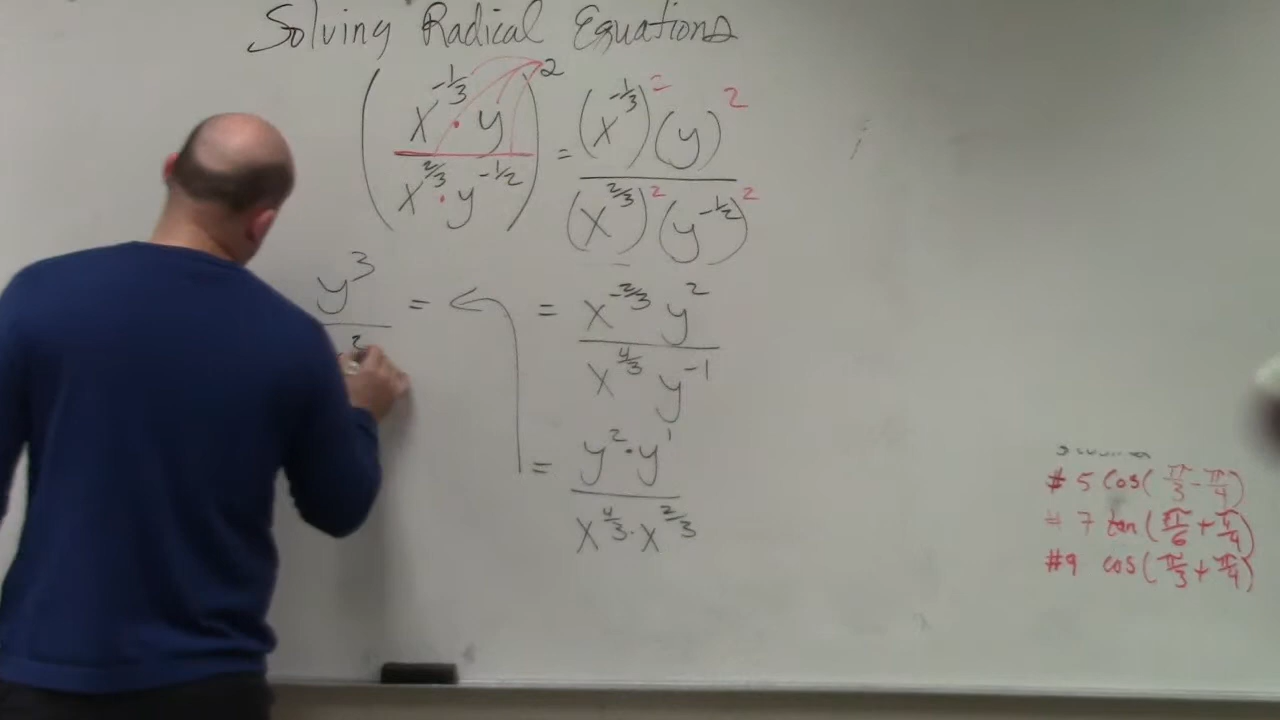 Solving Radical Equations
(x^{-1/3} · y / x^{2/3} · y^{-1/2})^2 = (x^{-1/3})^2 (y)^2 / (x^{2/3})^2 (y^{-1/2})^2
y^3 / x^2 = ← = x^{-2/3} y^2 / x^{4/3} y^{-1}
= y^2 · y^1 / x^{4/3} · x^{2/3}
# 5 cos( π/3 - π/4 )
# 7 tan ( π/6 + π/4 )
#9 cos ( π/3 + π/4 )